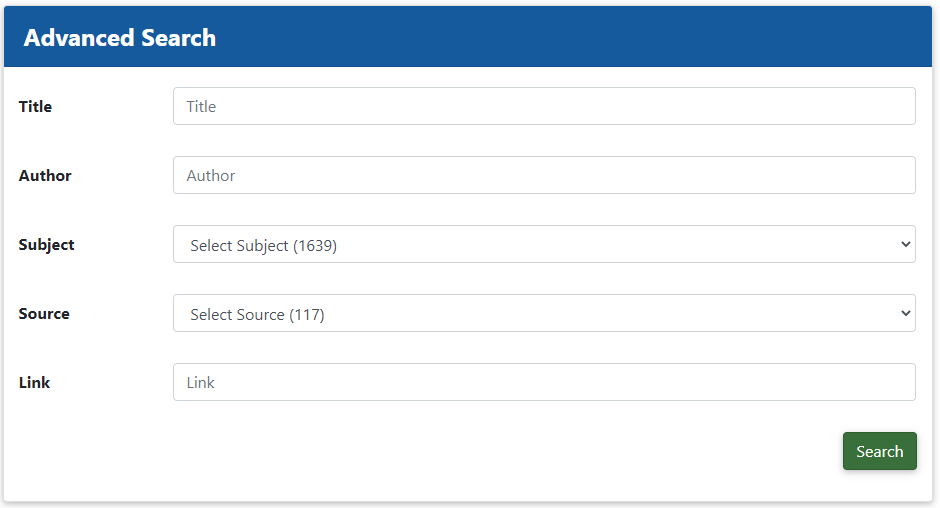 Advanced Search
Title Title
Author Author
Subject Select Subject (1639)
Source Select Source (117)
Link Link
Search